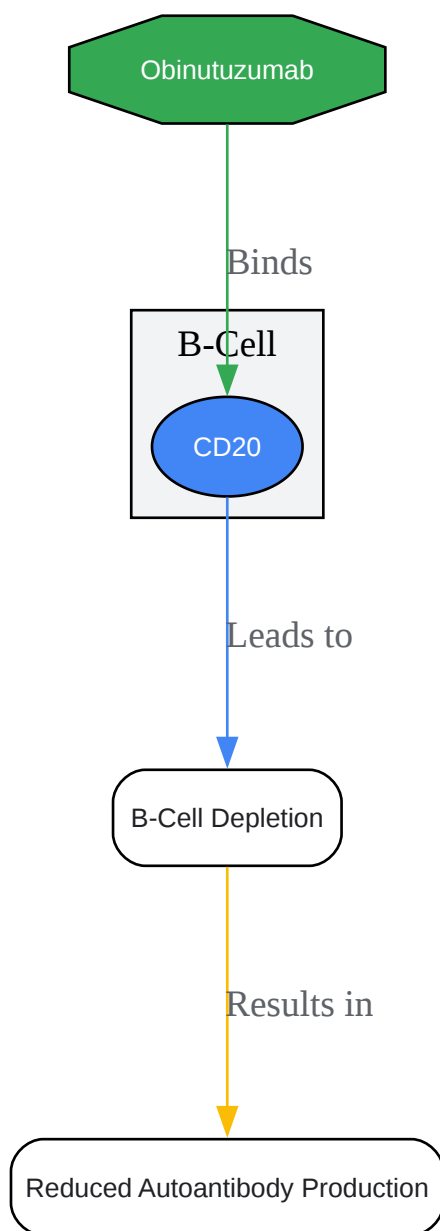 Obinutuzumab
Binds
B-Cell
CD20
Leads to
B-Cell Depletion
Results in
Reduced Autoantibody Production